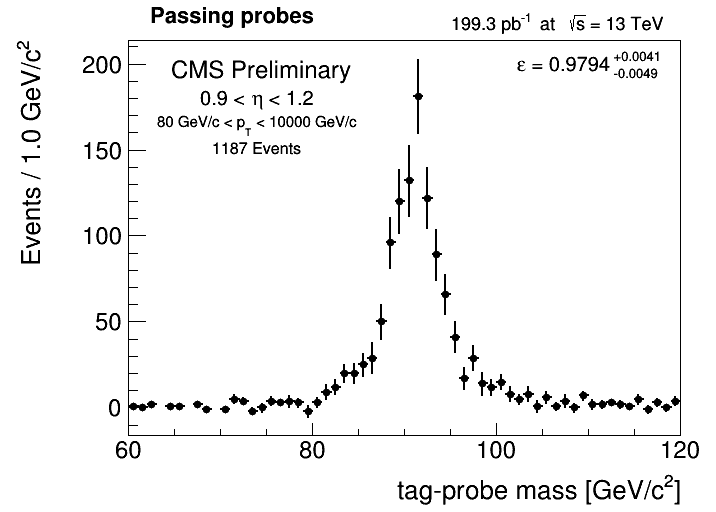 Passing probes
199.3 pb⁻¹ at √s = 13 TeV
CMS Preliminary
0.9 < η < 1.2
80 GeV/c < p_T < 10000 GeV/c
1187 Events
ε = 0.9794 +0.0041 -0.0049
Events / 1.0 GeV/c²
200
150
100
50
0
60 80 100 120
tag-probe mass [GeV/c²]